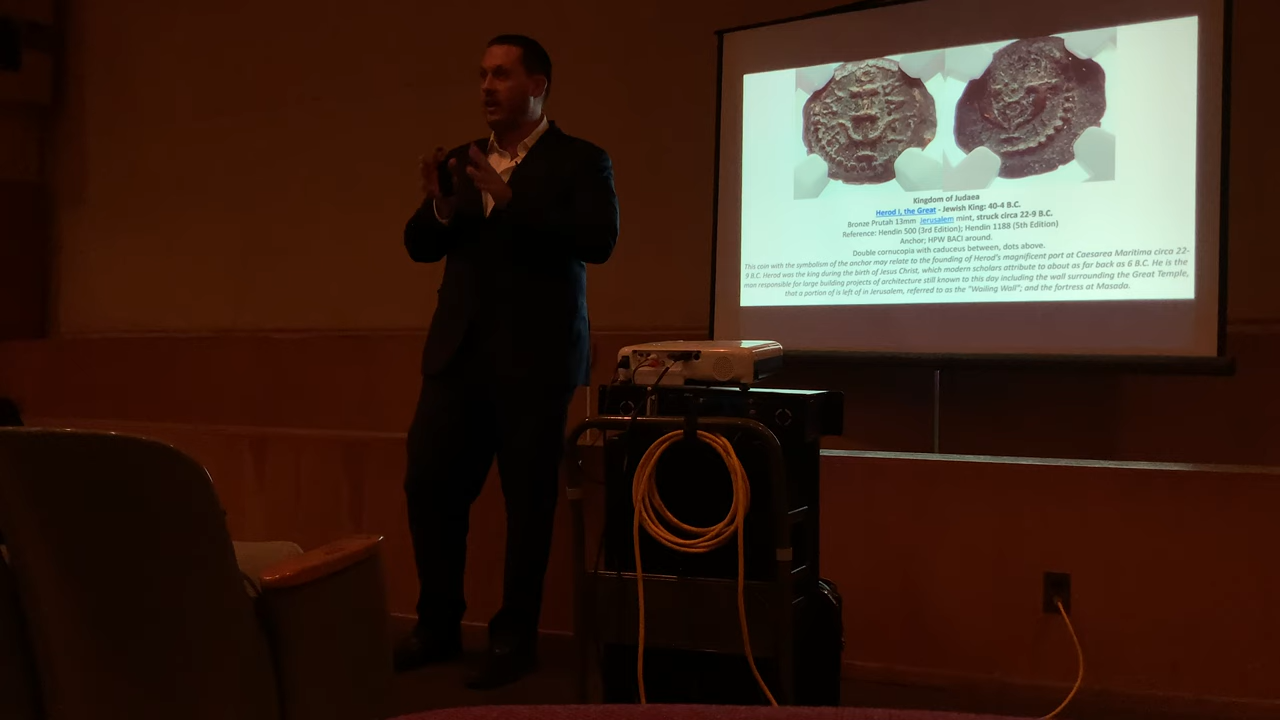 Kingdom of Judaea
Herod I, the Great - Jewish King: 40-4 B.C.
Bronze Prutah 13mm Jerusalem mint, struck circa 22-9 B.C.
Reference: Hendin 500 (3rd Edition); Hendin 1188 (5th Edition)
Anchor; HPW BACI around.
Double cornucopia with caduceus between, dots above.
This coin with the symbolism of the anchor may relate to the founding of Herod's magnificent port at Caesarea Maritima circa 22-
9 B.C. Herod was the king during the birth of Jesus Christ, which modern scholars attribute to about as far back as 6 B.C. He is the
man responsible for large building projects of architecture still known to this day including the wall surrounding the Great Temple,
that a portion of is left of in Jerusalem, referred to as the "Wailing Wall"; and the fortress at Masada.